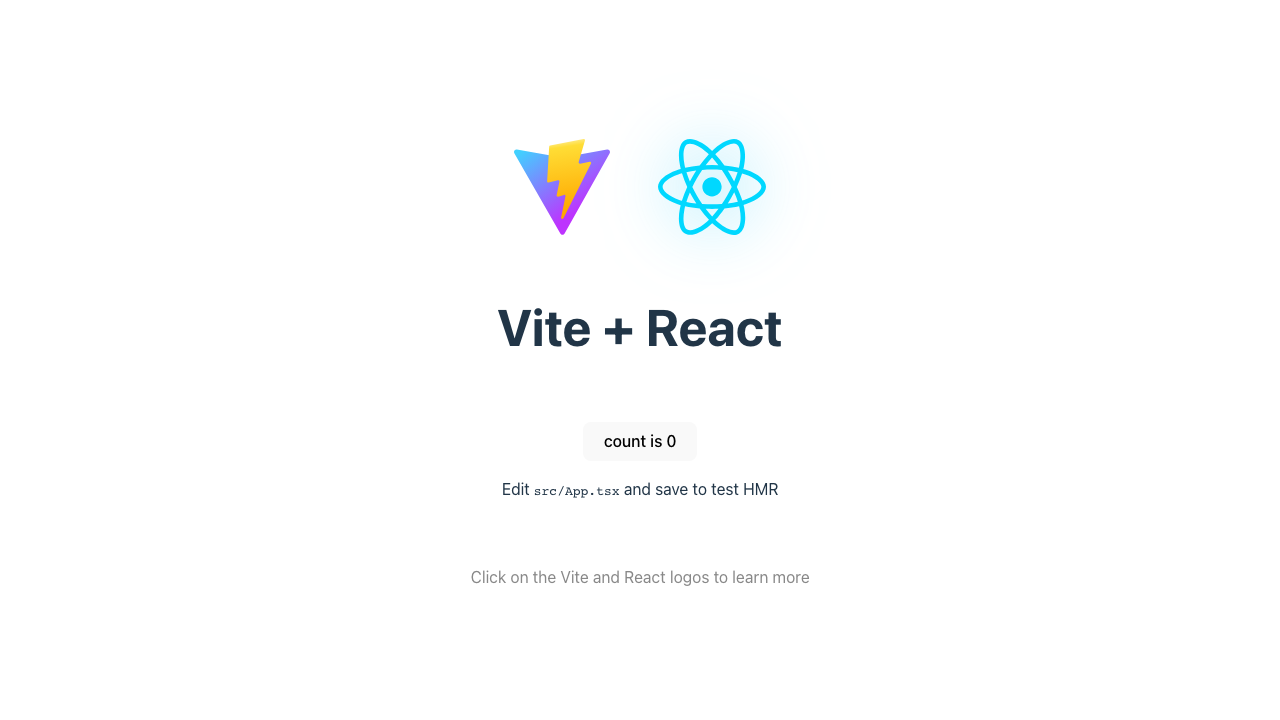 Vite + React
count is 0
Edit src/App.tsx and save to test HMR
Click on the Vite and React logos to learn more